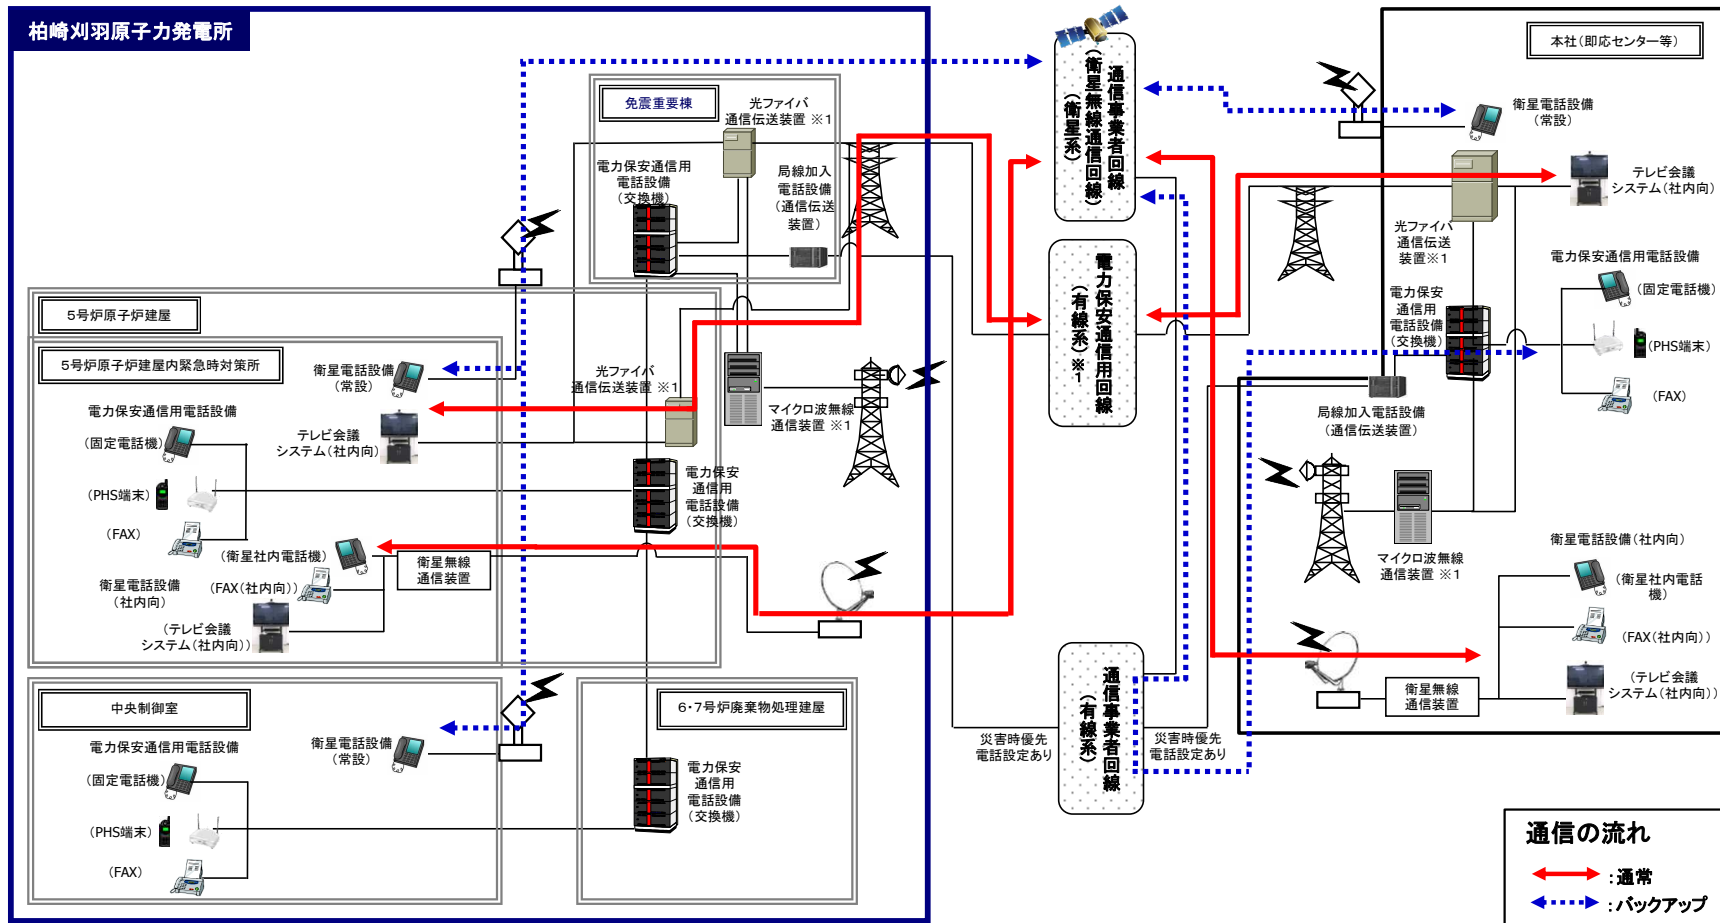 柏崎刈羽原子力発電所
免震重要棟
光ファイバ
通信伝送装置 ※1
電力保安通信用
電話設備
(交換機)
局線加入
電話設備
(通信伝送
装置)
5号炉原子炉建屋
5号炉原子炉建屋内緊急時対策所
衛星電話設備
(常設)
光ファイバ
通信伝送装置 ※1
マイクロ波無線
通信装置 ※1
電力保安通信用電話設備
(固定電話機)
(PHS端末)
(FAX)
テレビ会議
システム(社内向)
電力保安
通信用
電話設備
(交換機)
(衛星社内電話機)
衛星無線
通信装置
衛星電話設備
(社内向)
(FAX(社内向))
(テレビ会議
システム(社内向))
中央制御室
電力保安通信用電話設備
(固定電話機)
(PHS端末)
(FAX)
衛星電話設備
(常設)
6・7号炉廃棄物処理建屋
電力保安
通信用
電話設備
(交換機)
通信事業者回線
(衛星無線通信回線)
(衛星系)
電力保安通信用回線
(有線系)※1
通信事業者回線
(有線系)
災害時優先
電話設定あり
災害時優先
電話設定あり
本社(即応センター等)
衛星電話設備
(常設)
テレビ会議
システム(社内向)
光ファイバ
通信伝送
装置※1
電力保安通信用電話設備
(固定電話機)
(PHS端末)
(FAX)
電力保安
通信用
電話設備
(交換機)
局線加入電話設備
(通信伝送装置)
マイクロ波無線
通信装置 ※1
衛星電話設備(社内向)
(衛星社内電話
機)
(FAX(社内向))
(テレビ会議
システム(社内向))
衛星無線
通信装置
通信の流れ
:通常
:バックアップ